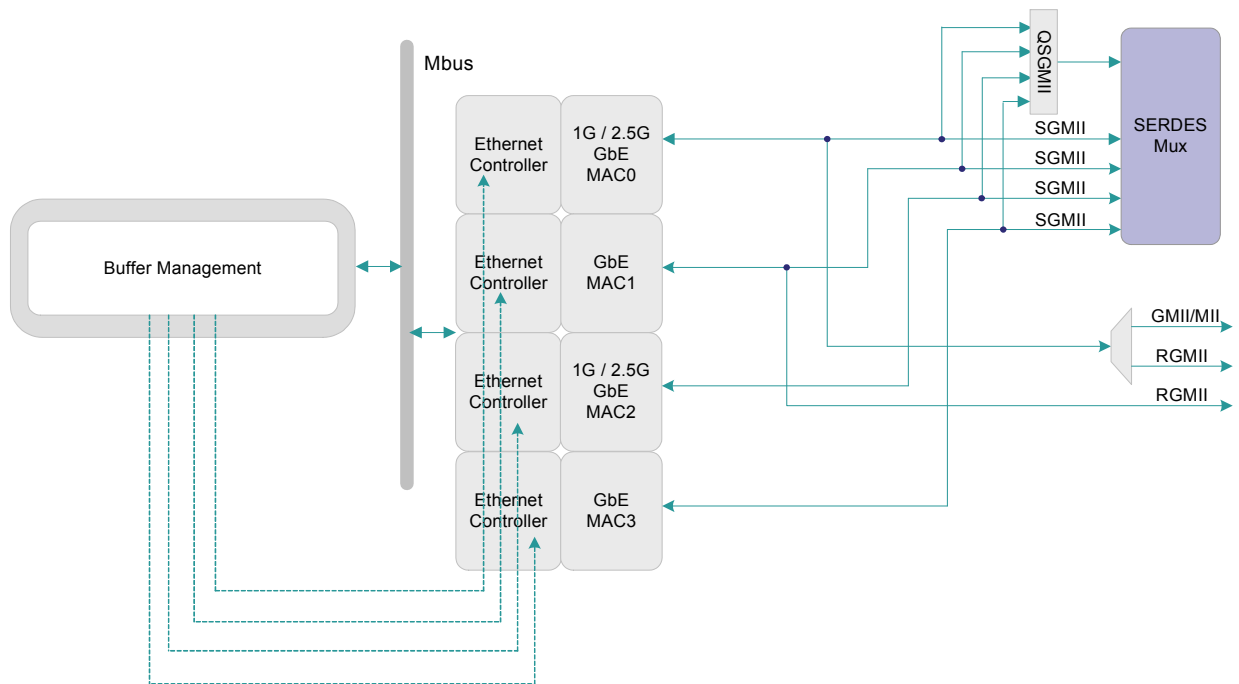 Mbus
QSGMII
SERDES
Mux
SGMII
SGMII
SGMII
SGMII
Ethernet
Controller
1G / 2.5G
GbE
MAC0
Buffer Management
Ethernet
Controller
GbE
MAC1
GMII/MII
RGMII
RGMII
Ethernet
Controller
1G / 2.5G
GbE
MAC2
Ethernet
Controller
GbE
MAC3